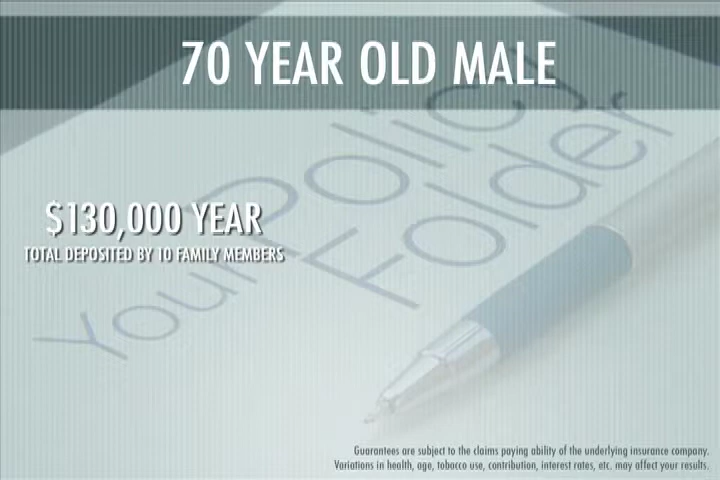 70 YEAR OLD MALE
Your Policy
Folder
$130,000 YEAR
TOTAL DEPOSITED BY 10 FAMILY MEMBERS
Guarantees are subject to the claims paying ability of the underlying insurance company.
Variations in health, age, tobacco use, contribution, interest rates, etc. may affect your results.